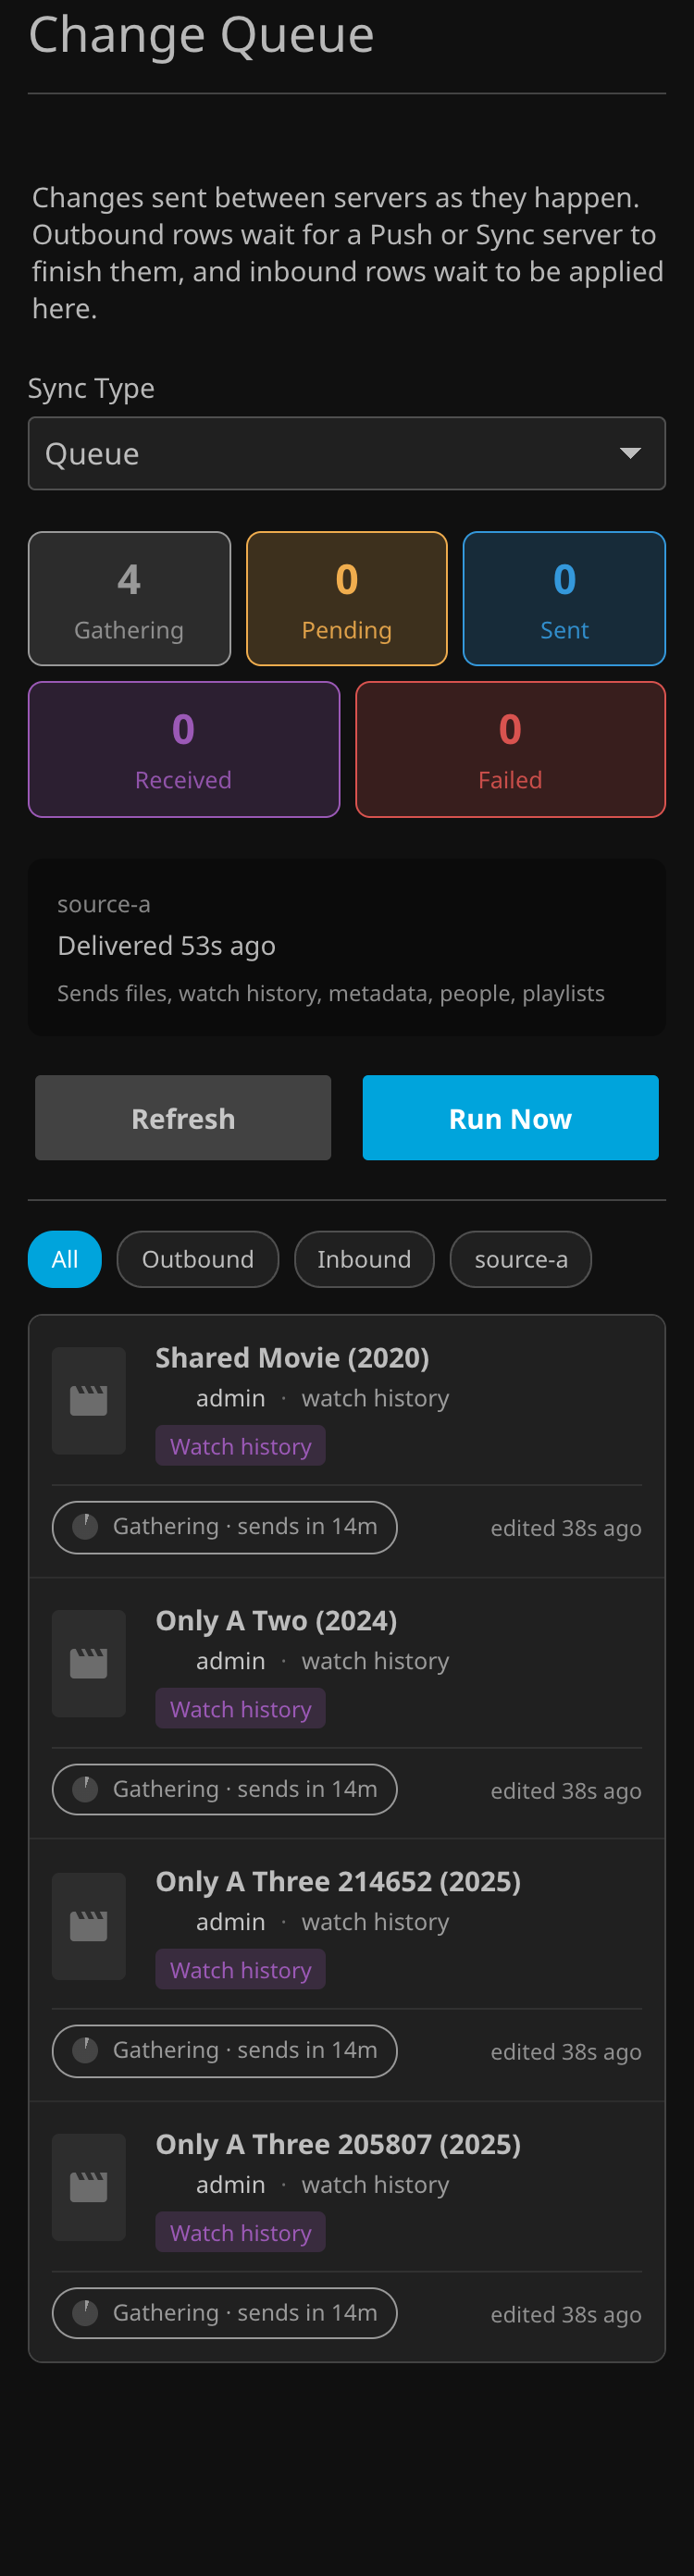 Change Queue
Changes sent between servers as they happen.
Outbound rows wait for a Push or Sync server to
finish them, and inbound rows wait to be applied
here.
Sync Type
Queue
4
Gathering
0
Pending
0
Sent
0
Received
0
Failed
source-a
Delivered 53s ago
Sends files, watch history, metadata, people, playlists
Refresh
Run Now
All
Outbound
Inbound
source-a
Shared Movie (2020)
admin · watch history
Watch history
Gathering · sends in 14m
edited 38s ago
Only A Two (2024)
admin · watch history
Watch history
Gathering · sends in 14m
edited 38s ago
Only A Three 214652 (2025)
admin · watch history
Watch history
Gathering · sends in 14m
edited 38s ago
Only A Three 205807 (2025)
admin · watch history
Watch history
Gathering · sends in 14m
edited 38s ago